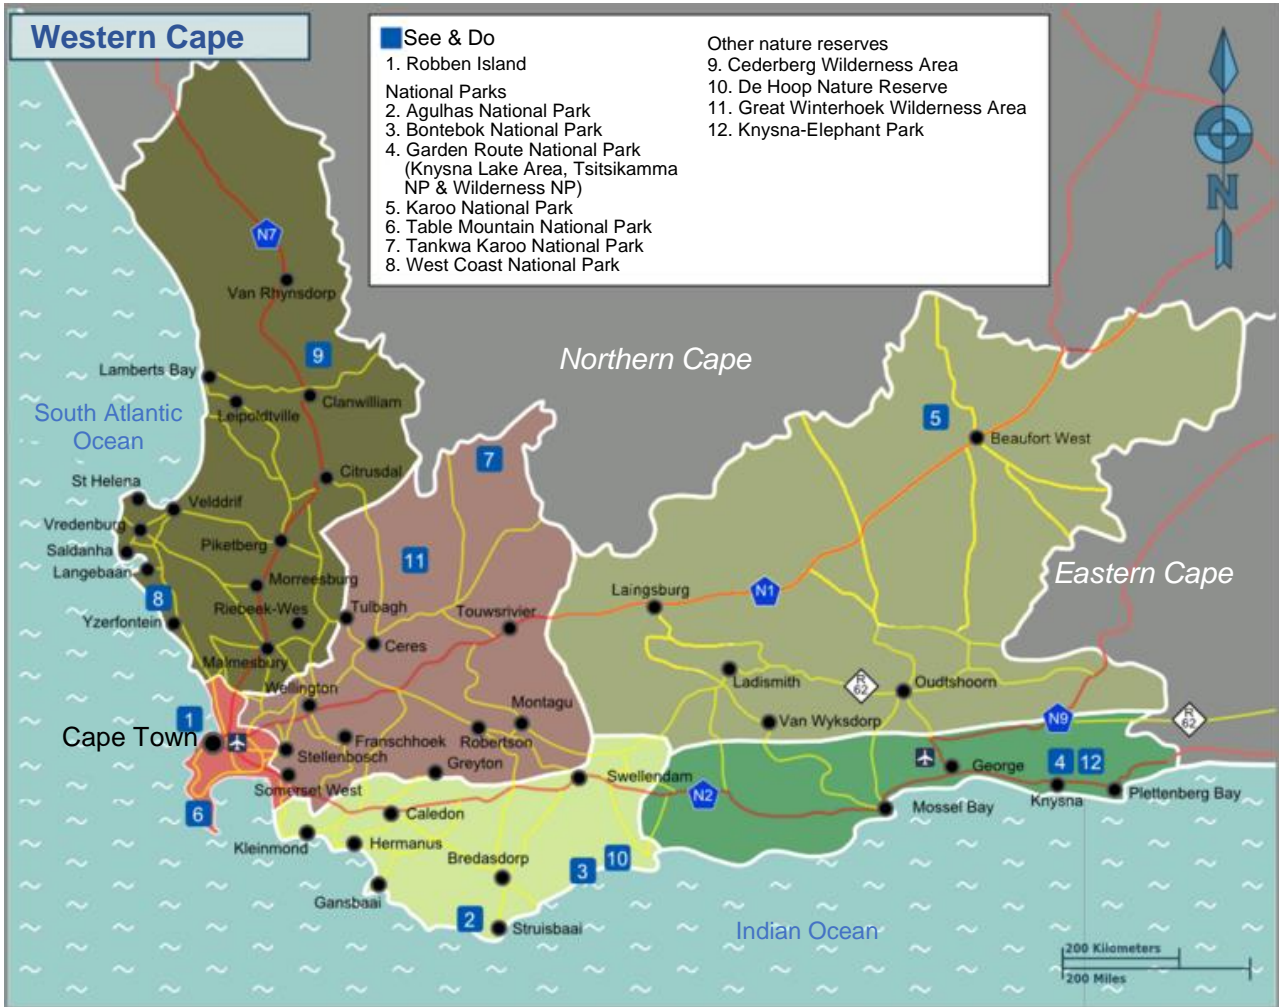 Western Cape
See & Do
1. Robben Island
National Parks
2. Agulhas National Park
3. Bontebok National Park
4. Garden Route National Park
(Knysna Lake Area, Tsitsikamma
NP & Wilderness NP)
5. Karoo National Park
6. Table Mountain National Park
7. Tankwa Karoo National Park
8. West Coast National Park
Other nature reserves
9. Cederberg Wilderness Area
10. De Hoop Nature Reserve
11. Great Winterhoek Wilderness Area
12. Knysna-Elephant Park
N
N7
Van Rhynsdorp
9
Northern Cape
Lamberts Bay
Clanwilliam
Leipoldtville
South Atlantic
Ocean
5
Beaufort West
7
Citrusdal
St Helena
Velddrif
Vredenburg
Piketberg
Saldanha
11
Langebaan
Morreesburg
Eastern Cape
8
Riebeek-Wes
Tulbagh
Touwsrivier
Laingsburg
N1
Yzerfontein
Ceres
Malmesbury
Wellington
Ladismith
R
62
Oudtshoorn
Montagu
1
Van Wyksdorp
N9
R
62
Cape Town
Franschhoek
Robertson
Stellenbosch
Greyton
Swellendam
George
4
12
Somerset West
N2
Knysna
Plettenberg Bay
6
Caledon
Mossel Bay
Kleinmond
Hermanus
Bredasdorp
10
3
Gansbaai
2
Struisbaai
Indian Ocean
200 Kilometers
200 Miles